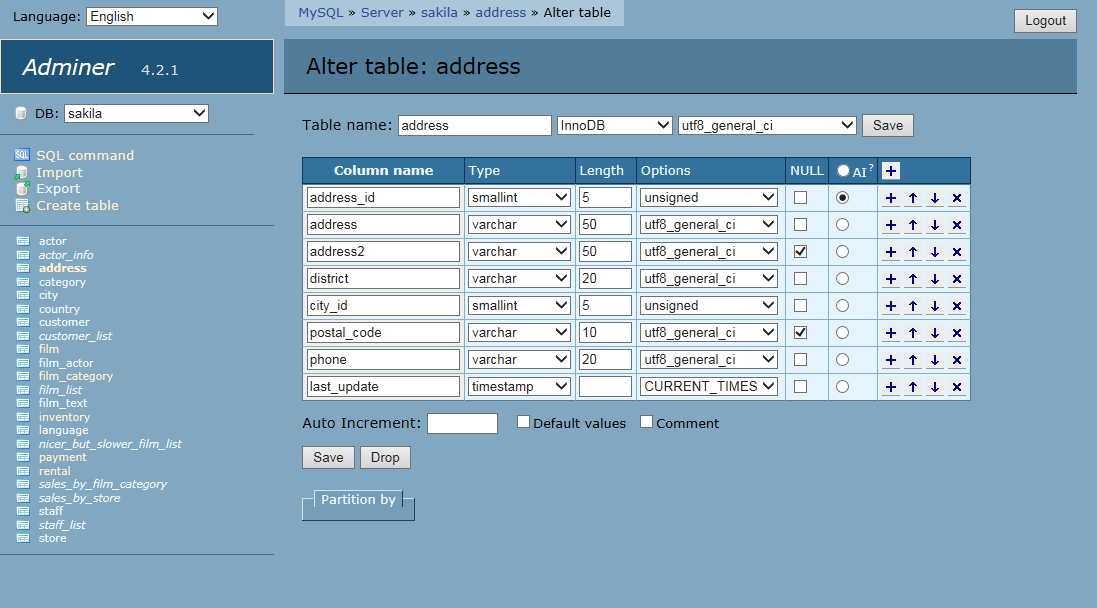 Language: English
MySQL » Server » sakila » address » Alter table
Logout
Adminer 4.2.1
Alter table: address
DB: sakila
SQL SQL command
Import
Export
Create table
actor
actor_info
address
category
city
country
customer
customer_list
film
film_actor
film_category
film_list
film_text
inventory
language
nicer_but_slower_film_list
payment
rental
sales_by_film_category
sales_by_store
staff
staff_list
store
Table name: address InnoDB utf8_general_ci Save
Column name Type Length Options NULL AI ? +
address_id smallint 5 unsigned
address varchar 50 utf8_general_ci
address2 varchar 50 utf8_general_ci
district varchar 20 utf8_general_ci
city_id smallint 5 unsigned
postal_code varchar 10 utf8_general_ci
phone varchar 20 utf8_general_ci
last_update timestamp CURRENT_TIMES
Auto Increment: Default values Comment
Save Drop
Partition by